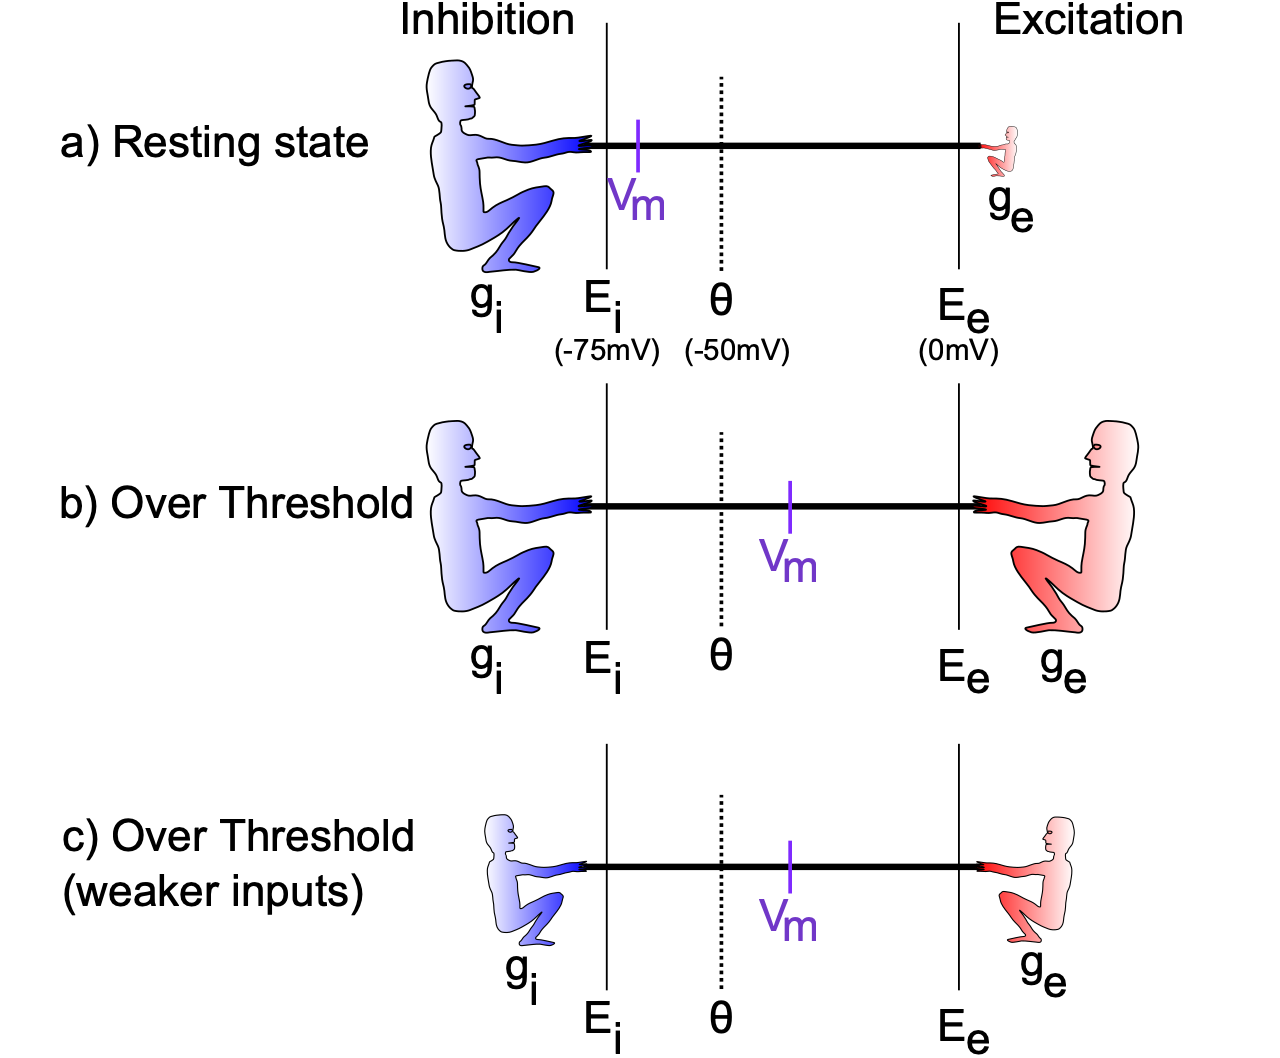 Inhibition Excitation
a) Resting state
Vm
ge
gi Ei θ Ee
(-75mV) (-50mV) (0mV)
b) Over Threshold
Vm
gi Ei θ Ee ge
c) Over Threshold
(weaker inputs)
Vm
gi ge
Ei θ Ee